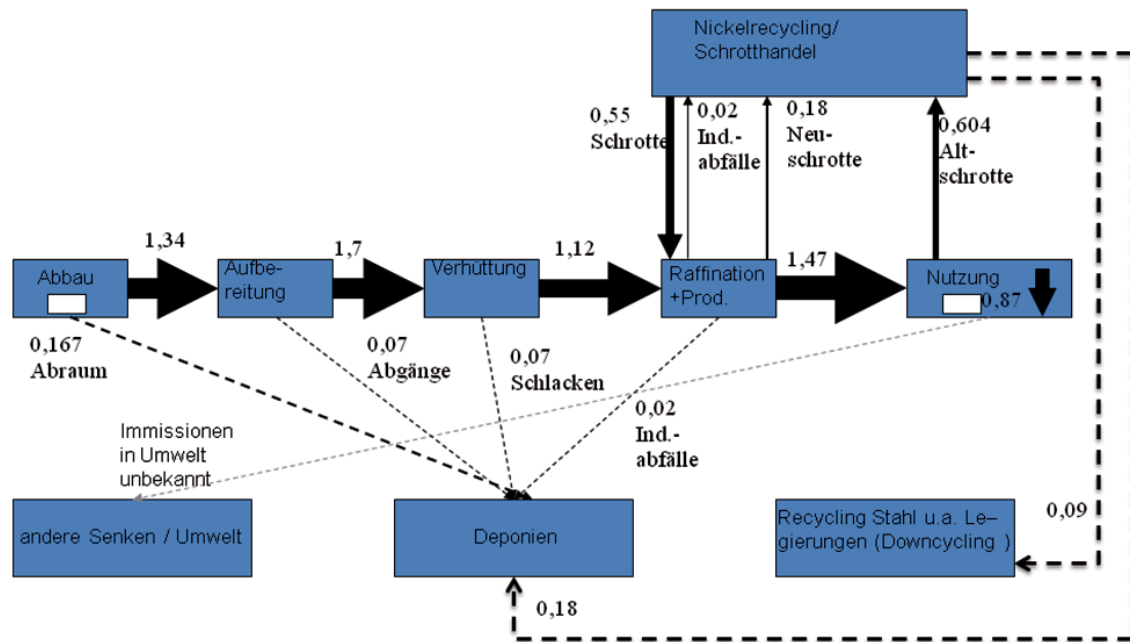 Nickelrecycling/
Schrotthandel
0,55
Schrotte
0,02
Ind.-
abfälle
0,18
Neu-
schrotte
0,604
Alt-
schrotte
1,34
1,7
1,12
1,47
Abbau
Aufbe-
reitung
Verhüttung
Raffination
+Prod.
Nutzung
0,87
0,167
Abraum
0,07
Abgänge
0,07
Schlacken
0,02
Ind.-
abfälle
Immissionen
in Umwelt
unbekannt
andere Senken / Umwelt
Deponien
Recycling Stahl u.a. Le–
gierungen (Downcycling )
0,09
0,18